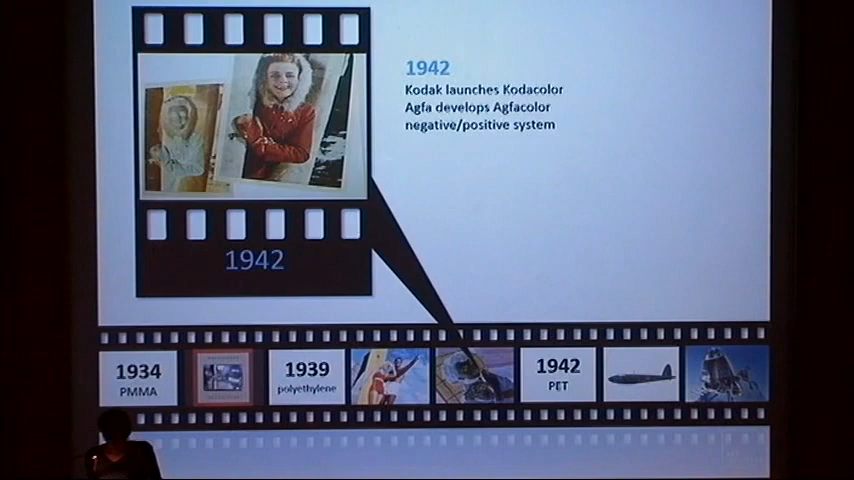 1942
Kodak launches Kodacolor
Agfa develops Agfacolor
negative/positive system
1942
1934
PMMA
1939
polyethylene
1942
PET